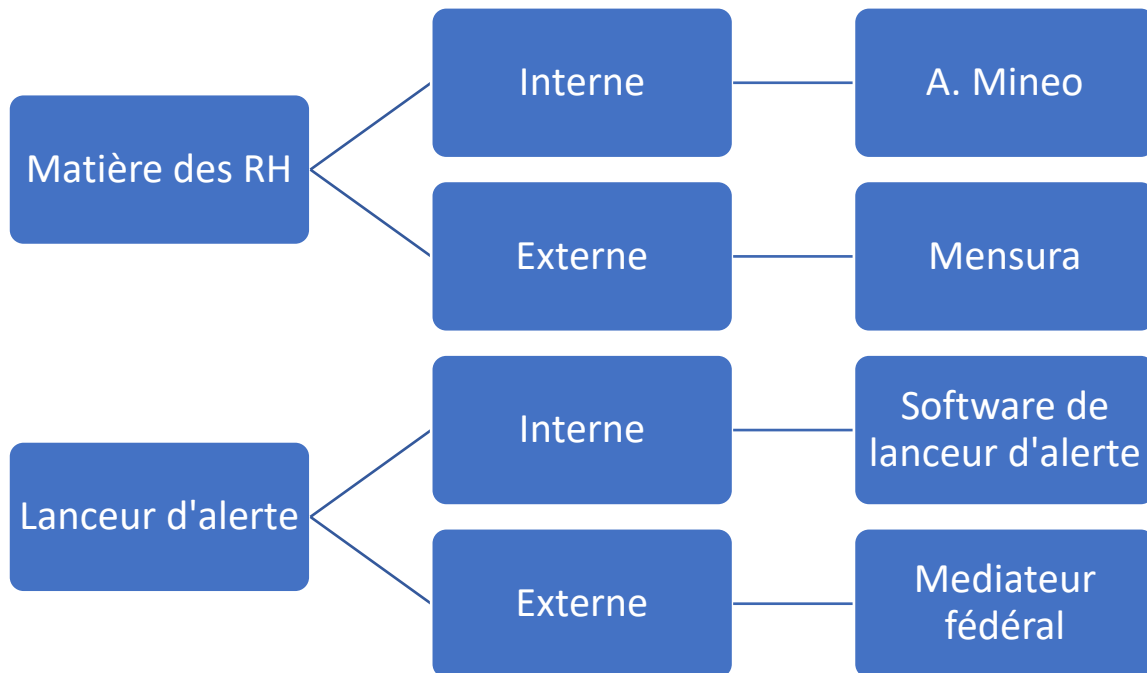 Interne
A. Mineo
Matière des RH
Externe
Mensura
Interne
Software de
lanceur d'alerte
Lanceur d'alerte
Externe
Mediateur
fédéral